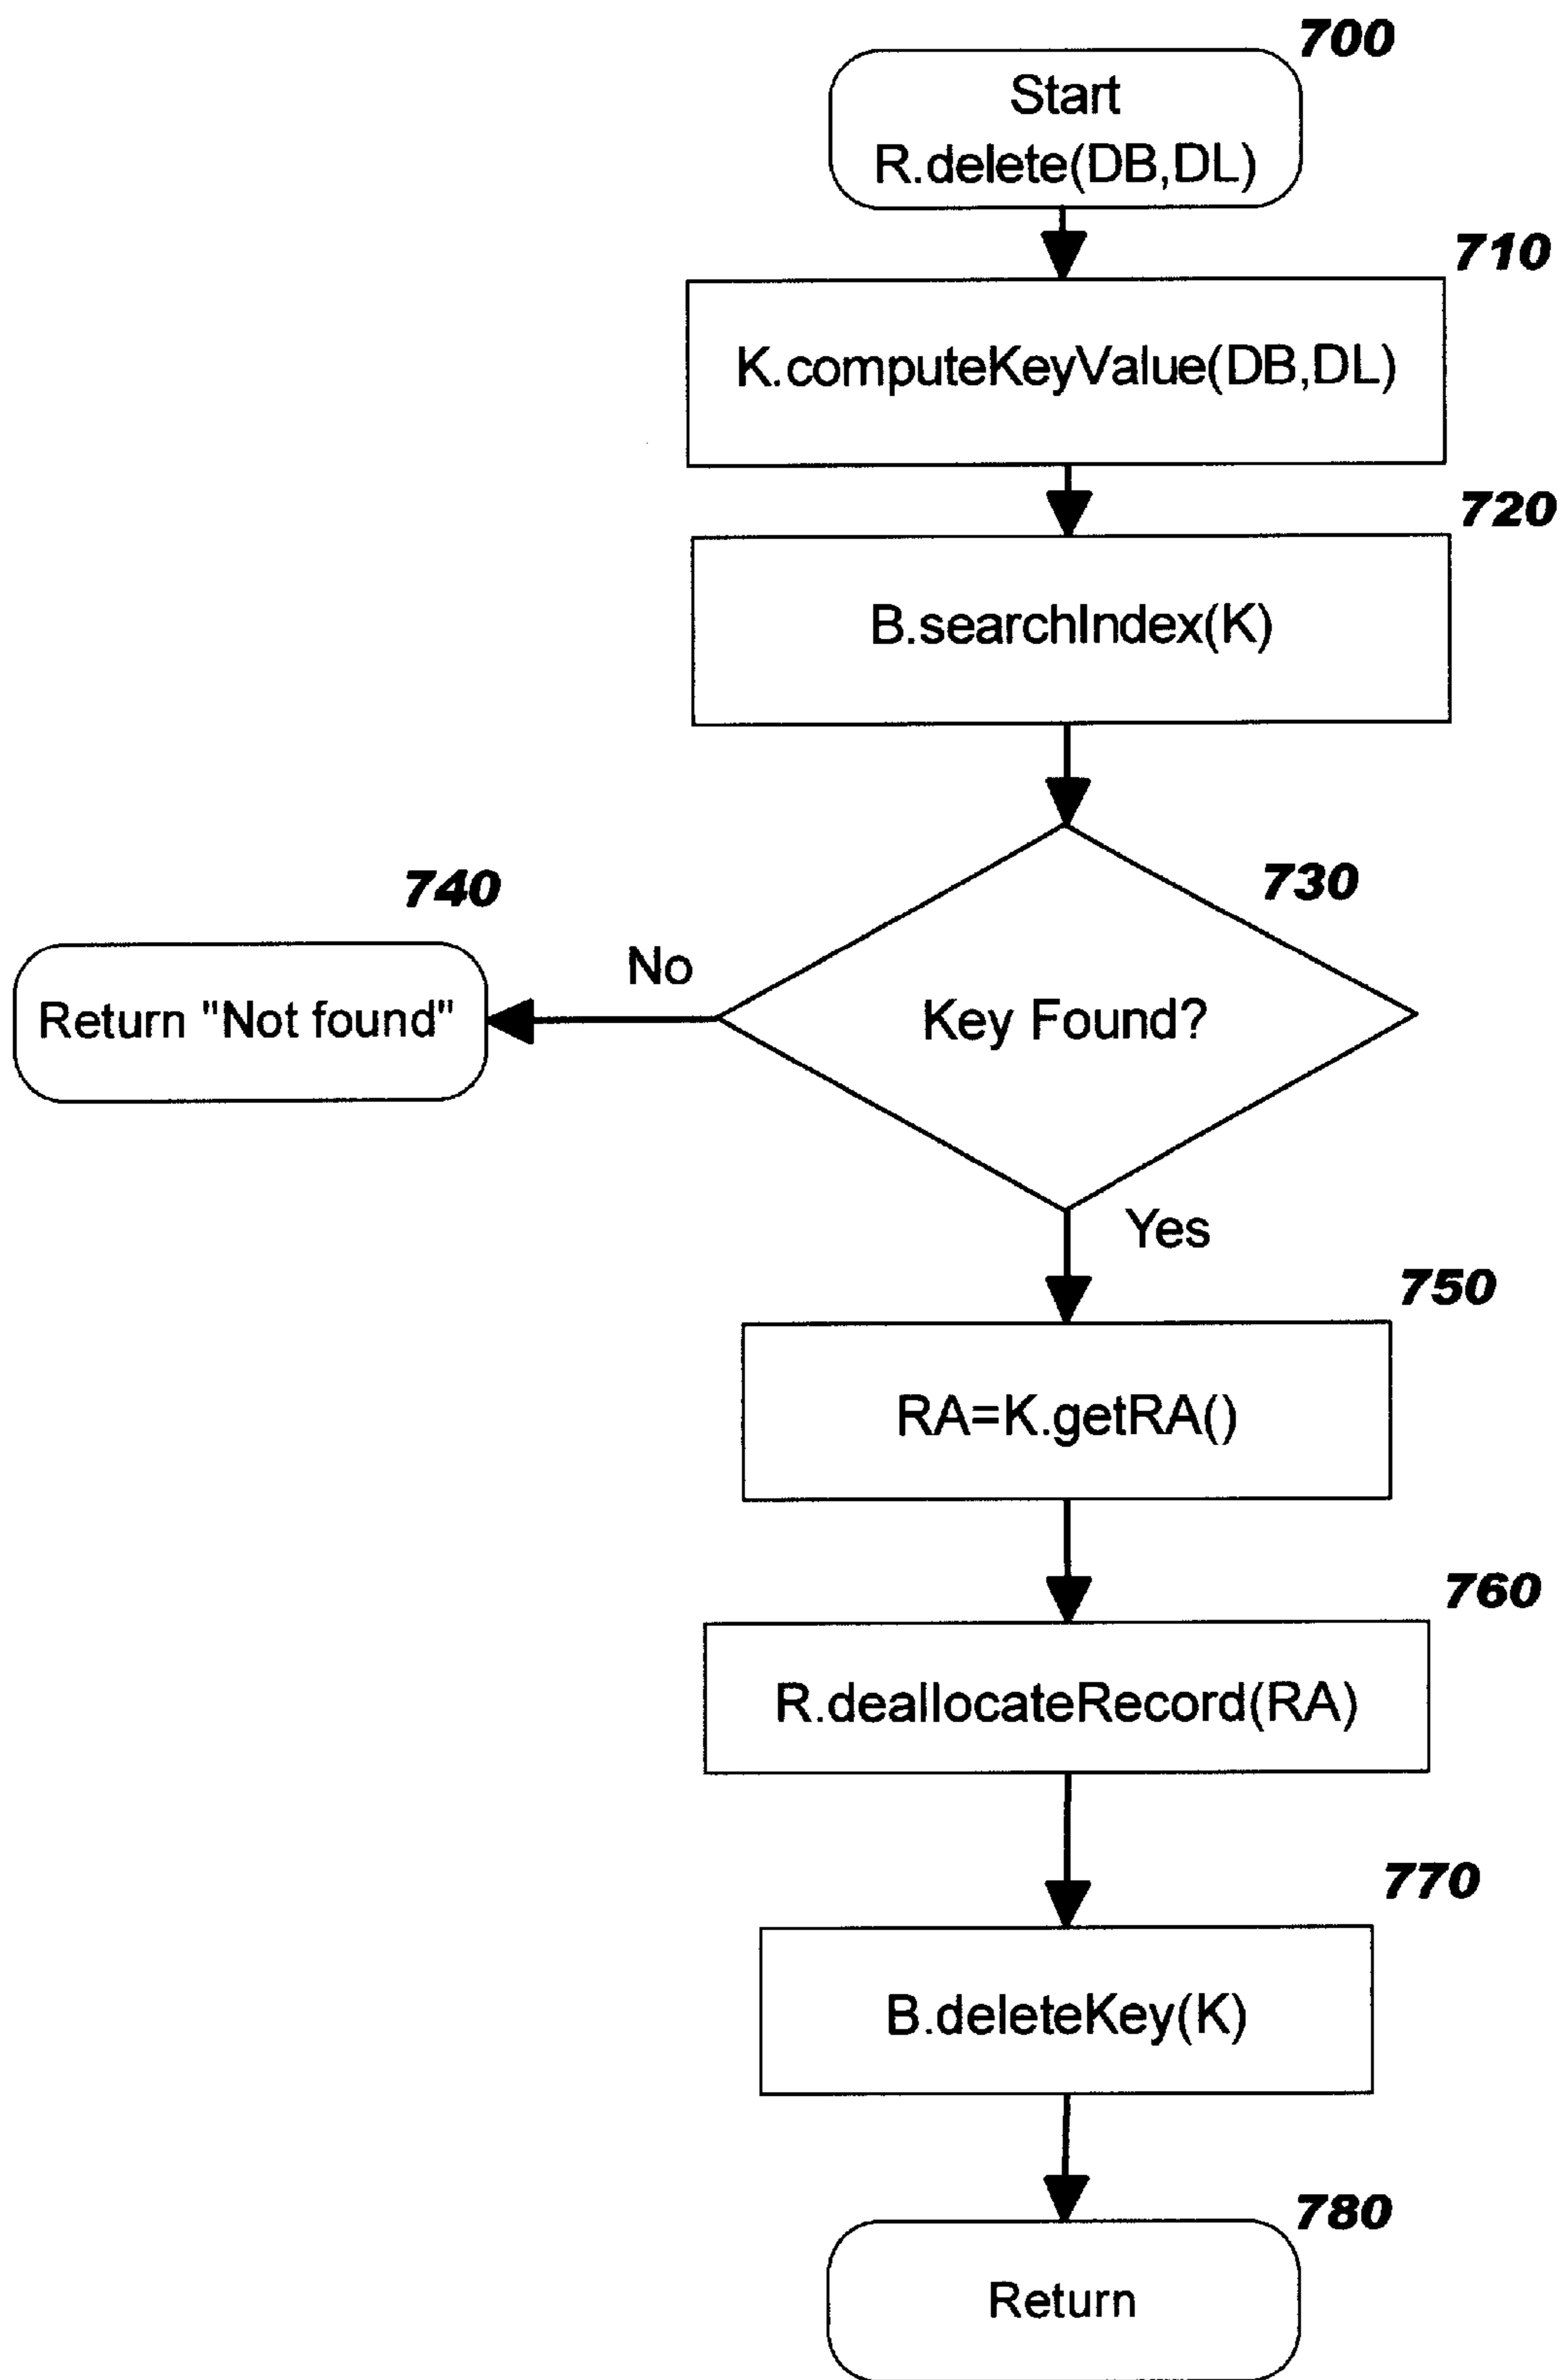 700
Start
R.delete(DB,DL)
710
K.computeKeyValue(DB,DL)
720
B.searchIndex(K)
730
Key Found?
No
740
Return "Not found"
Yes
750
RA=K.getRA()
760
R.deallocateRecord(RA)
770
B.deleteKey(K)
780
Return